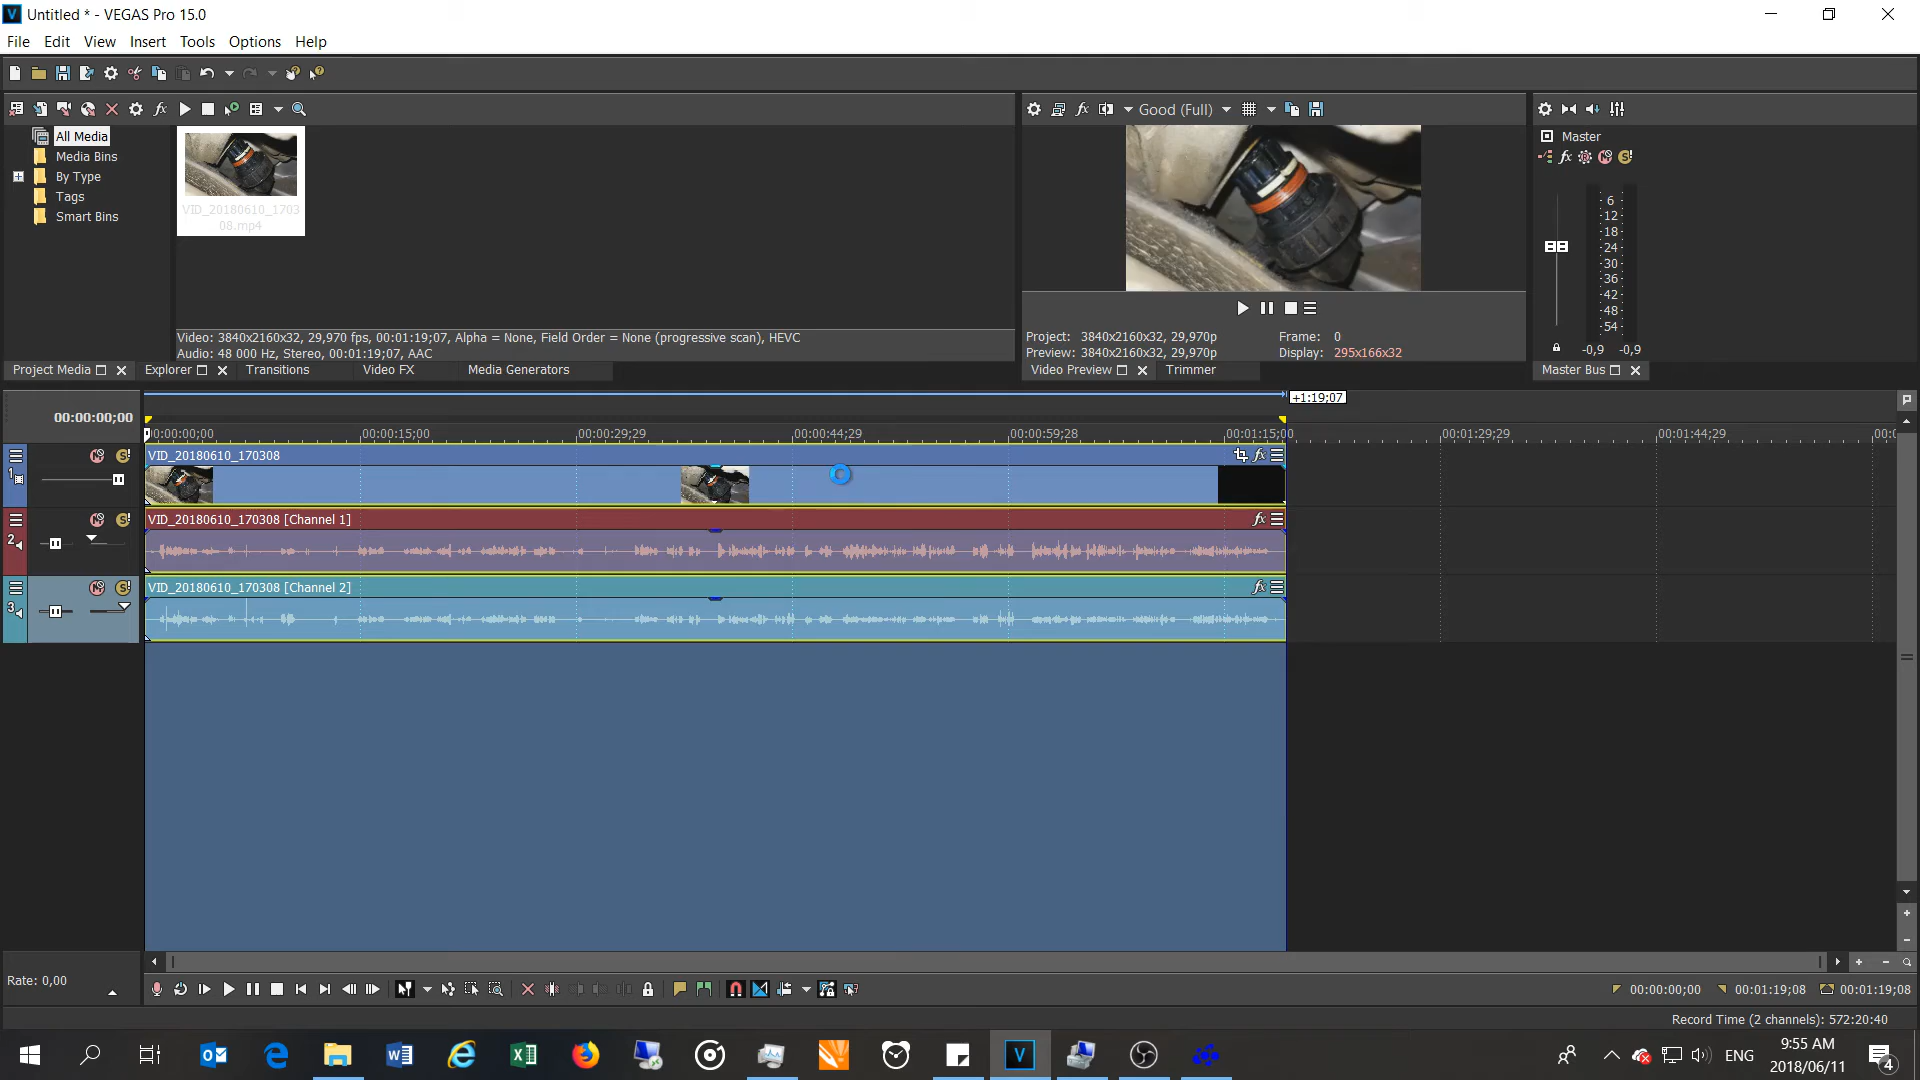 Untitled * - VEGAS Pro 15.0
File Edit View Insert Tools Options Help
Good (Full)
All Media
Media Bins
By Type
Tags
Smart Bins
VID_20180610_1703
08.mp4
Master
6
-12-
-18-
-24-
-30-
-36-
-42-
-48-
-54-
-0,9 -0,9
Video: 3840x2160x32, 29,970 fps, 00:01:19;07, Alpha = None, Field Order = None (progressive scan), HEVC
Audio: 48 000 Hz, Stereo, 00:01:19;07, AAC
Project: 3840x2160x32, 29,970p Frame: 0
Preview: 3840x2160x32, 29,970p Display: 295x166x32
Project Media Explorer Transitions Video FX Media Generators
Video Preview Trimmer
Master Bus
+1:19;07
00:00:00;00
00:00:00;00 00:00:15;00 00:00:29;29 00:00:44;29 00:00:59;28 00:01:15;00 00:01:29;29 00:01:44;29
1
VID_20180610_170308
2
VID_20180610_170308 [Channel 1]
3
VID_20180610_170308 [Channel 2]
Rate: 0,00
00:00:00;00 00:01:19;08 00:01:19;08
Record Time (2 channels): 572:20:40
ENG
9:55 AM
2018/06/11
4